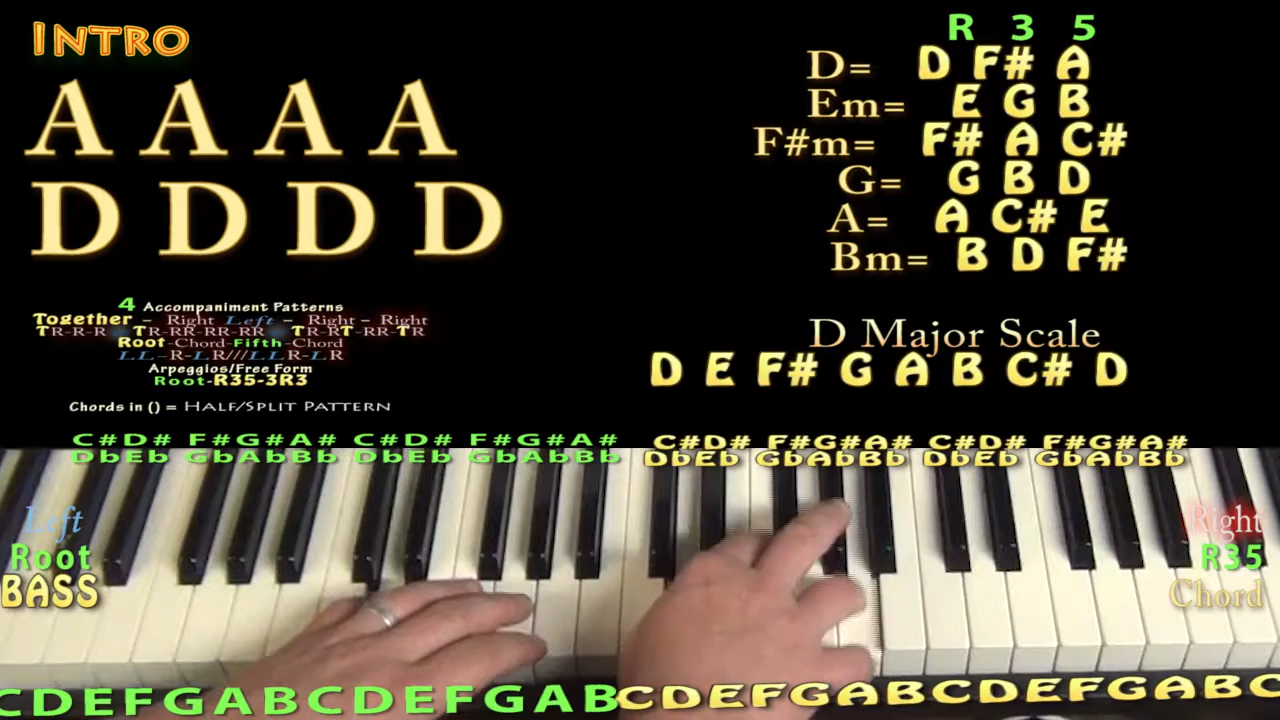 INTRO
A A A A
D D D D
4 Accompaniment Patterns
Together – Right Left – Right – Right
TR-R-R TR-RR-RR-RR TR-RT-RR-TR
Root-Chord-Fifth-Chord
LL-R-LR///LLR-LR
Arpeggios/Free Form
Root-R35-3R3
Chords in () = HALF/SPLIT PATTERN
R 3 5
D= D F# A
Em= E G B
F#m= F# A C#
G= G B D
A= A C# E
Bm= B D F#
D Major Scale
D E F# G A B C# D
C#D# F#G#A# C#D# F#G#A# C#D# F#G#A# C#D# F#G#A#
DbEb GbAbBb DbEb GbAbBb DbEb GbAbBb DbEb GbAbBb
Left
Root
BASS
Right
R35
Chord
CDEFGABCDEFGABCDEFGABCDEFGABC